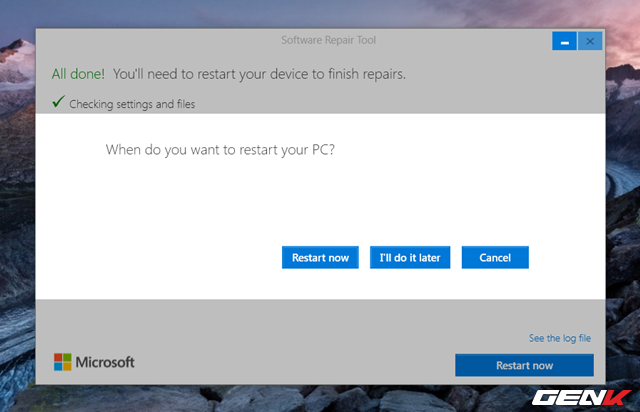 Software Repair Tool
All done! You'll need to restart your device to finish repairs.
Checking settings and files
When do you want to restart your PC?
Restart now
I'll do it later
Cancel
See the log file
Microsoft
Restart now
GENK